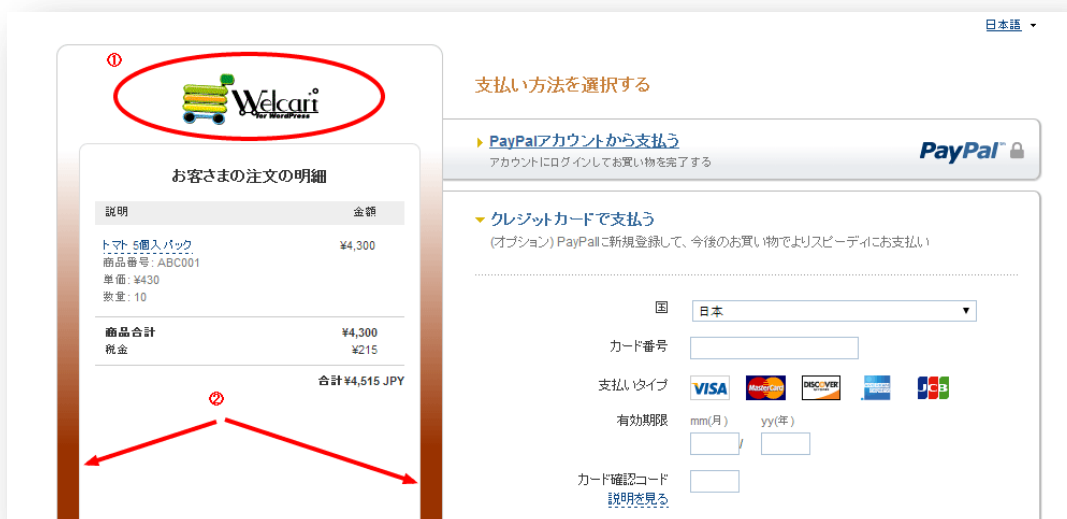 日本語
①
Welcart
for WordPress
お客さまの注文の明細
説明 金額
トマト 5個入パック ¥4,300
商品番号: ABC001
単価: ¥430
数量: 10
商品合計 ¥4,300
税金 ¥215
合計 ¥4,515 JPY
②
支払い方法を選択する
PayPalアカウントから支払う
アカウントにログインしてお買い物を完了する
PayPal™
クレジットカードで支払う
(オプション) PayPalに新規登録して、今後のお買い物でよりスピーディにお支払い
国 日本
カード番号
支払いタイプ VISA MasterCard DISCOVER JCB
有効期限 mm(月) yy(年)
/
カード確認コード
説明を見る